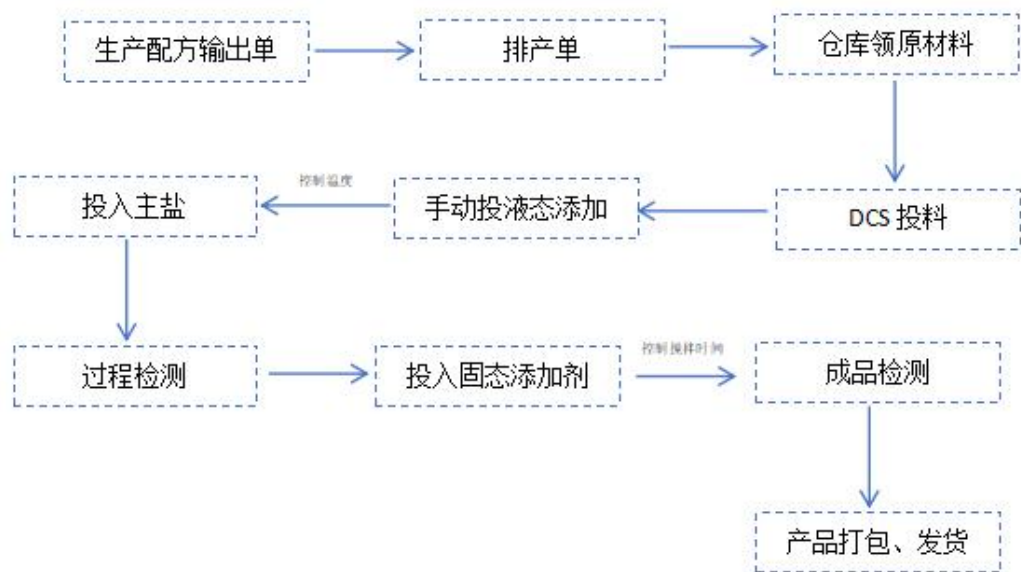 生产配方输出单
排产单
仓库领原材料
DCS 投料
手动投液态添加
控制温度
投入主盐
过程检测
投入固态添加剂
控制搅拌时间
成品检测
产品打包、发货